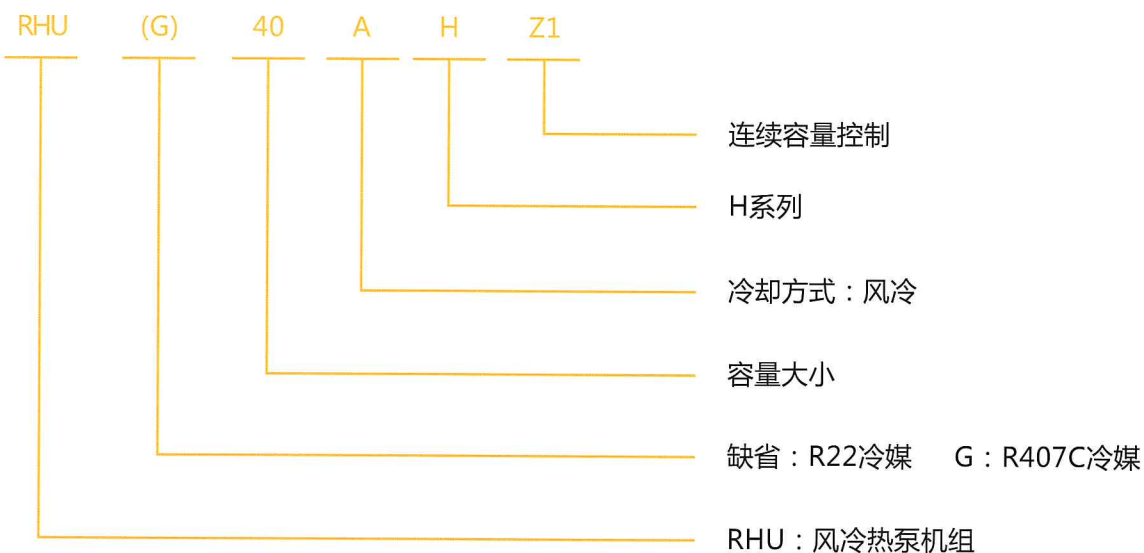 RHU (G) 40 A H Z1
连续容量控制
H系列
冷却方式：风冷
容量大小
缺省：R22冷媒 G：R407C冷媒
RHU：风冷热泵机组